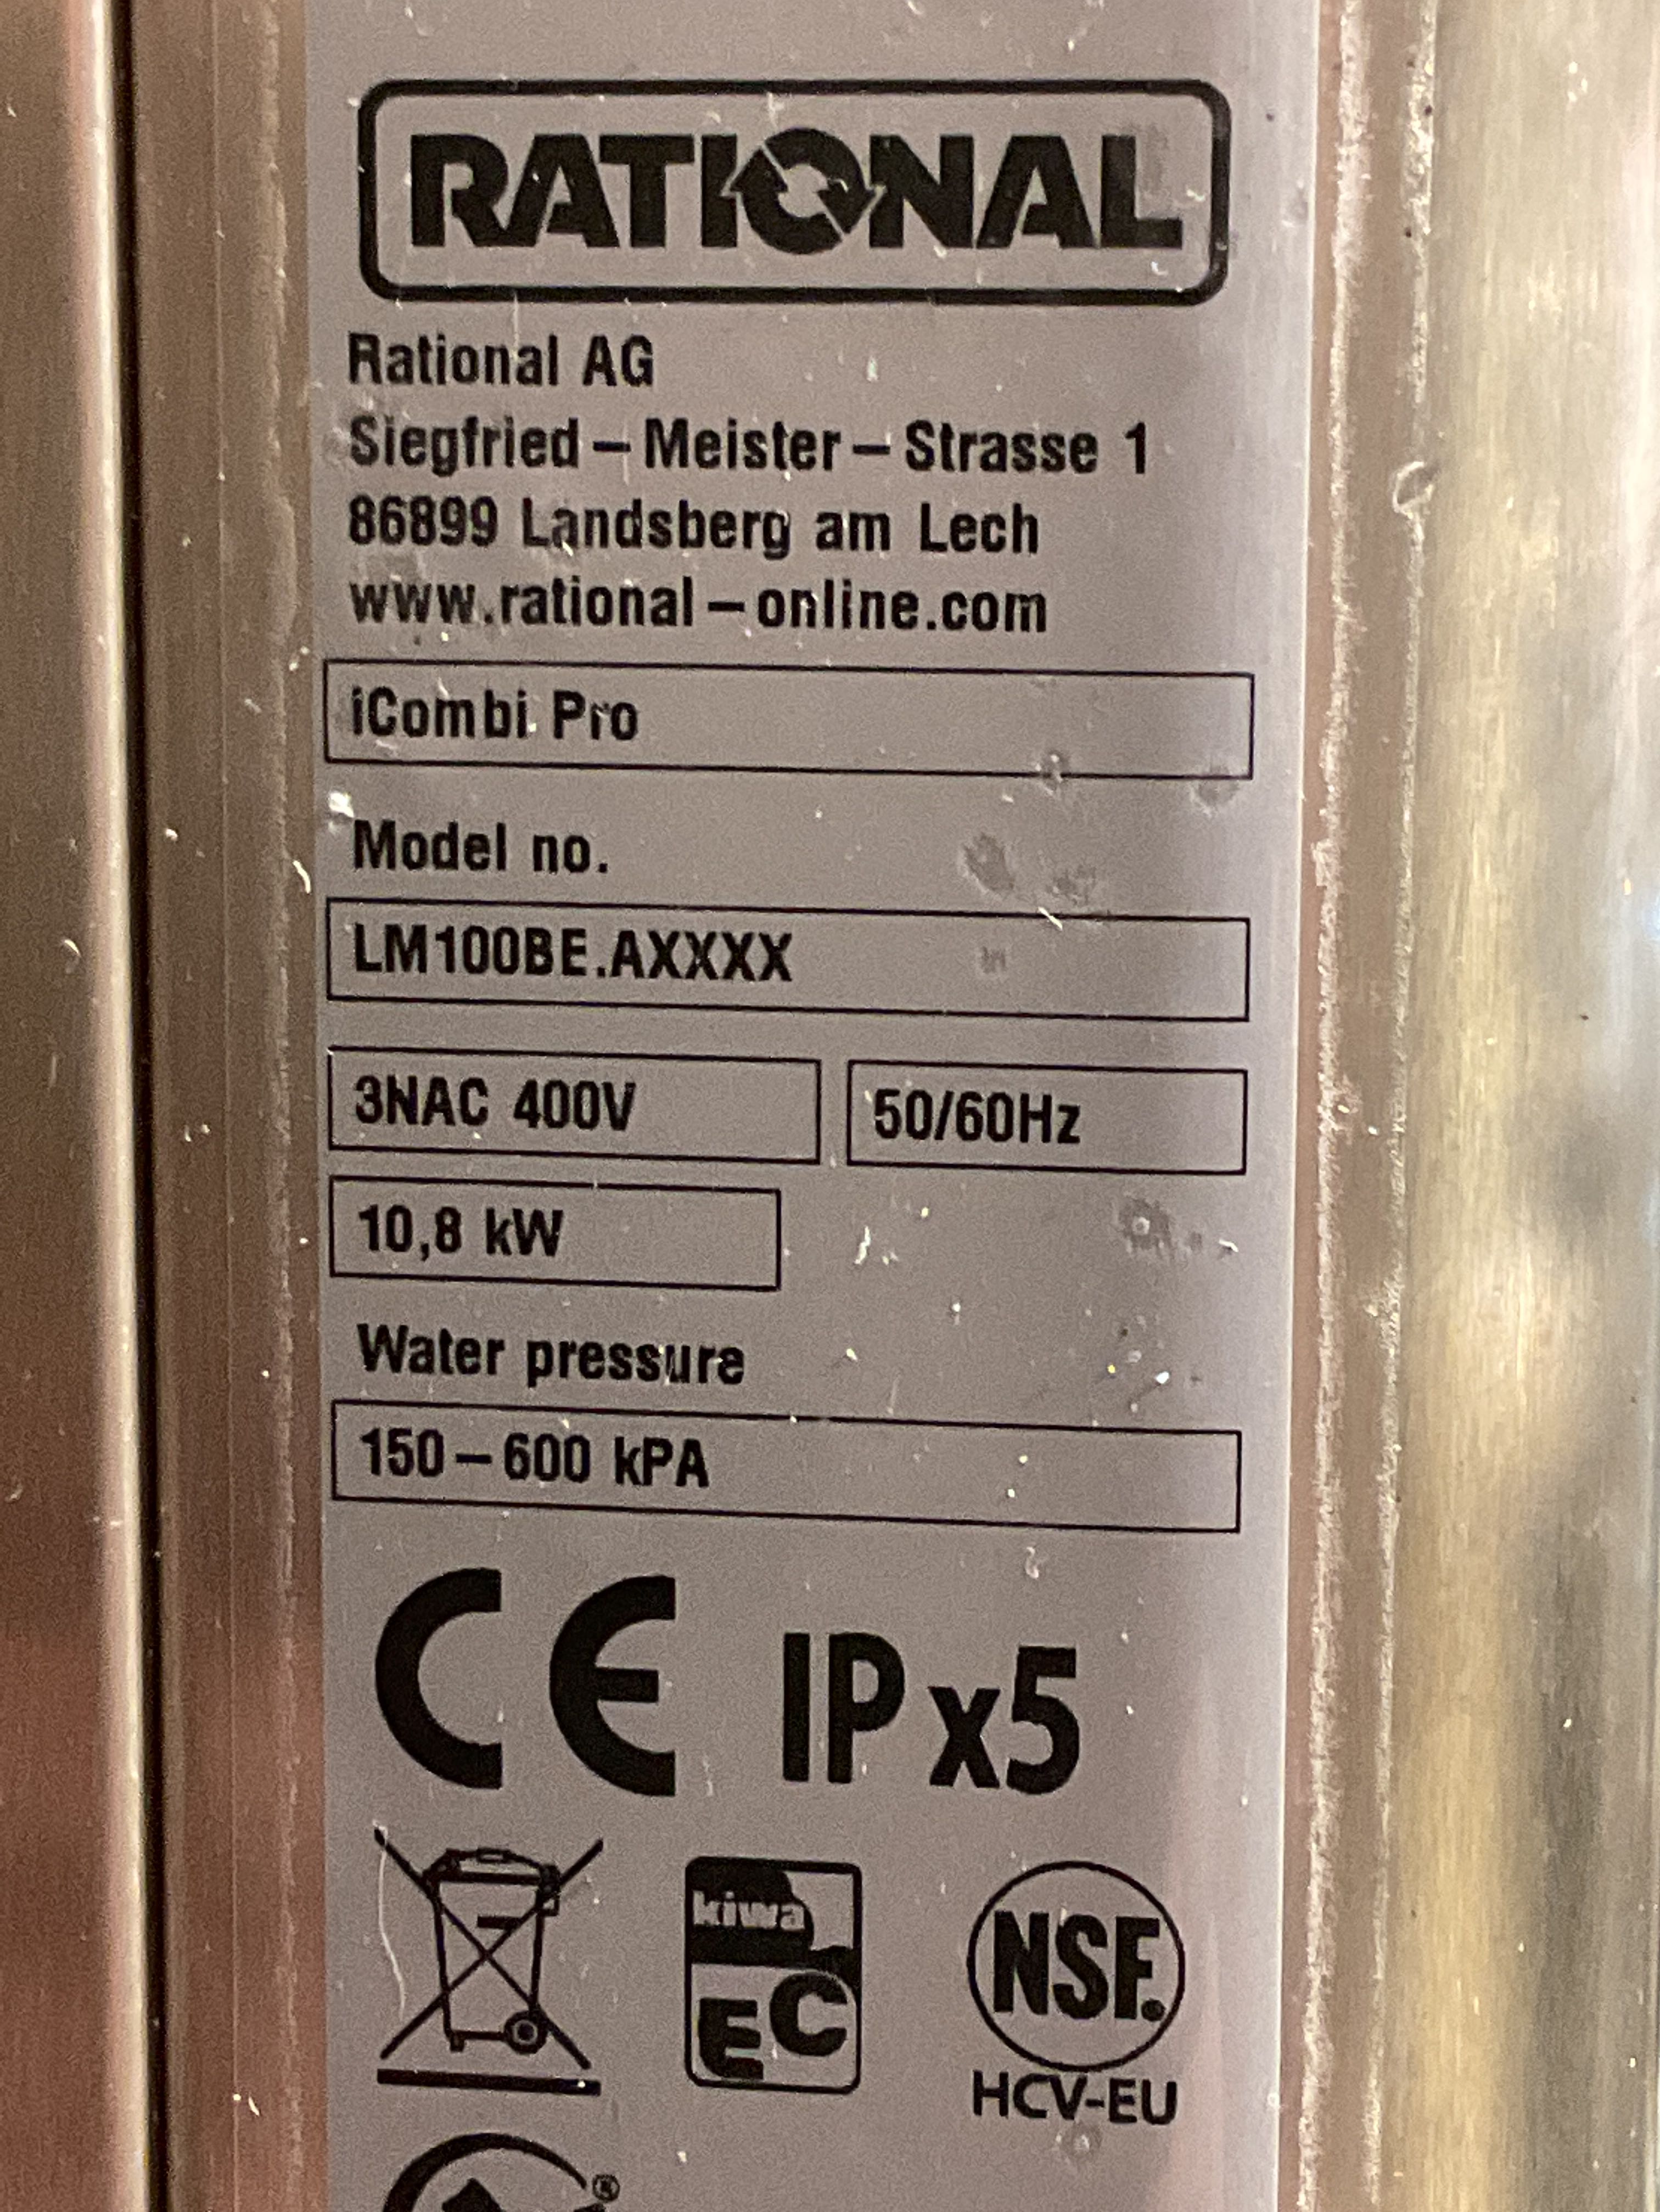 RATIONAL
Rational AG
Siegfried – Meister – Strasse 1
86899 Landsberg am Lech
www.rational – online.com
iCombi Pro
Model no.
LM100BE.AXXXX
3NAC 400V 50/60Hz
10,8 kW
Water pressure
150 – 600 kPA
CE IPx5
kiwa
EC
NSF.
HCV-EU
®